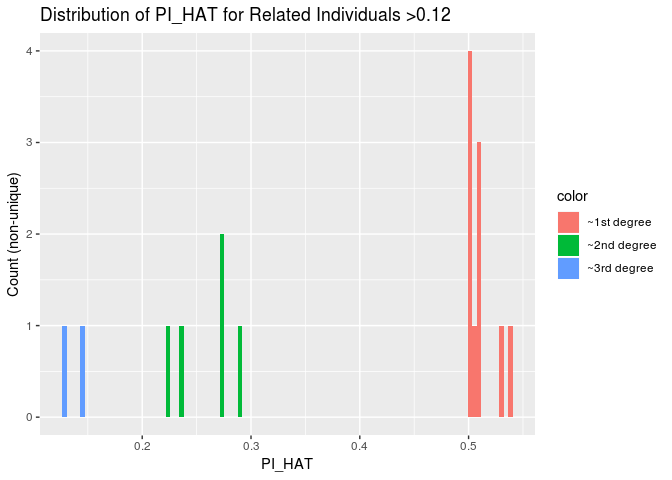 Distribution of PI_HAT for Related Individuals >0.12
Count (non-unique)
4
3
2
1
0
0.2
0.3
0.4
0.5
PI_HAT
color
~1st degree
~2nd degree
~3rd degree